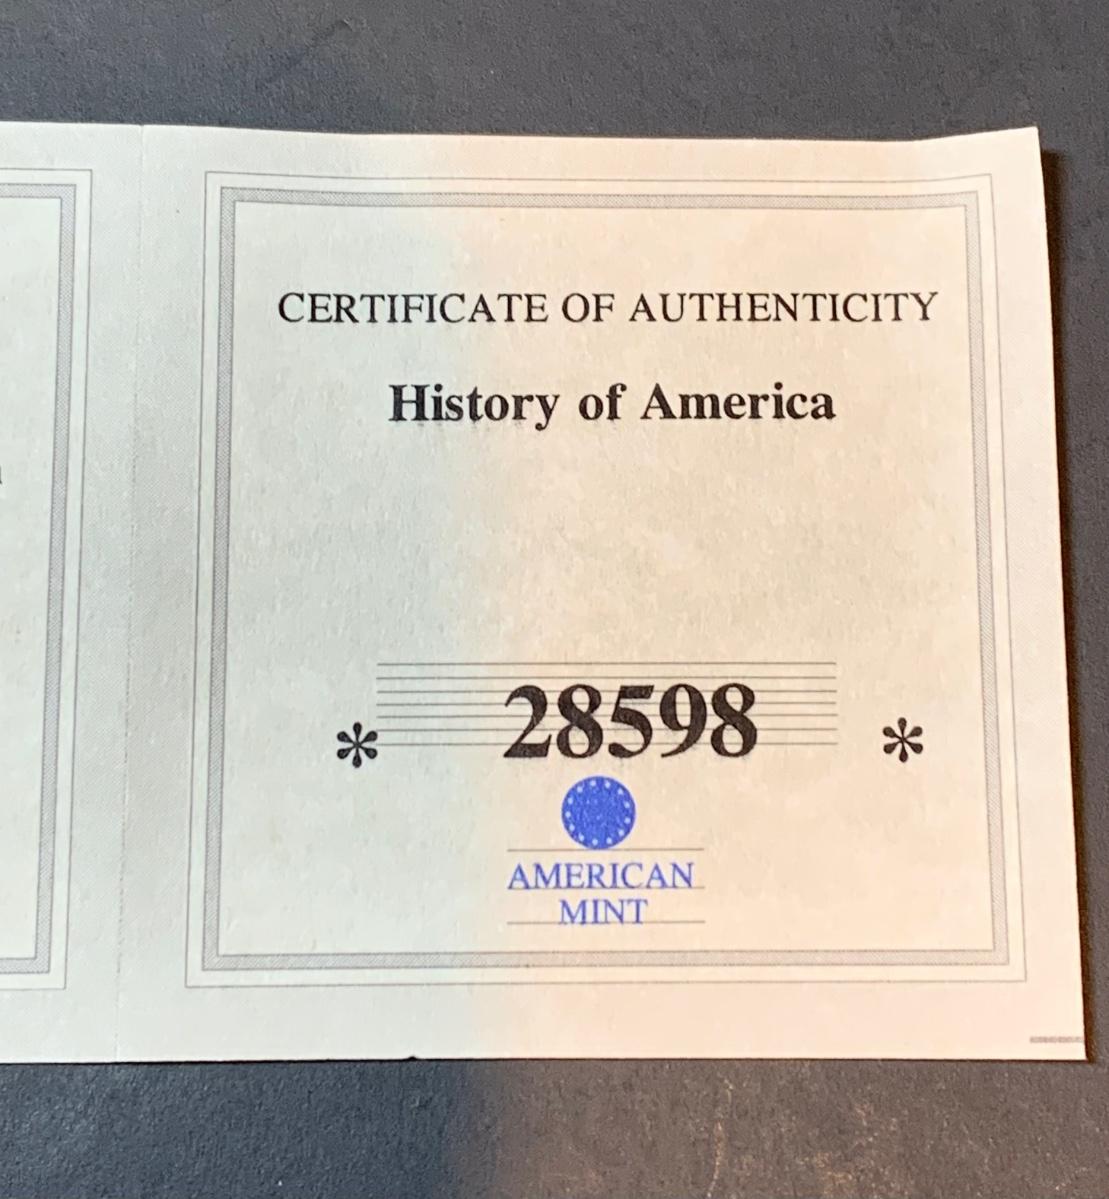 CERTIFICATE OF AUTHENTICITY
History of America
* 28598 *
AMERICAN
MINT